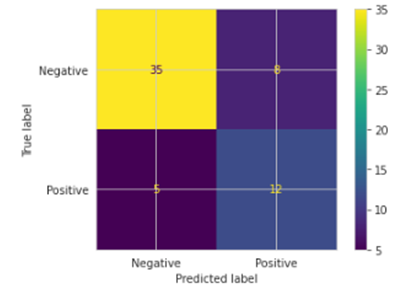 Negative
35
8
Positive
5
12
Negative
Positive
Predicted label
True label
35
30
25
20
15
10
5